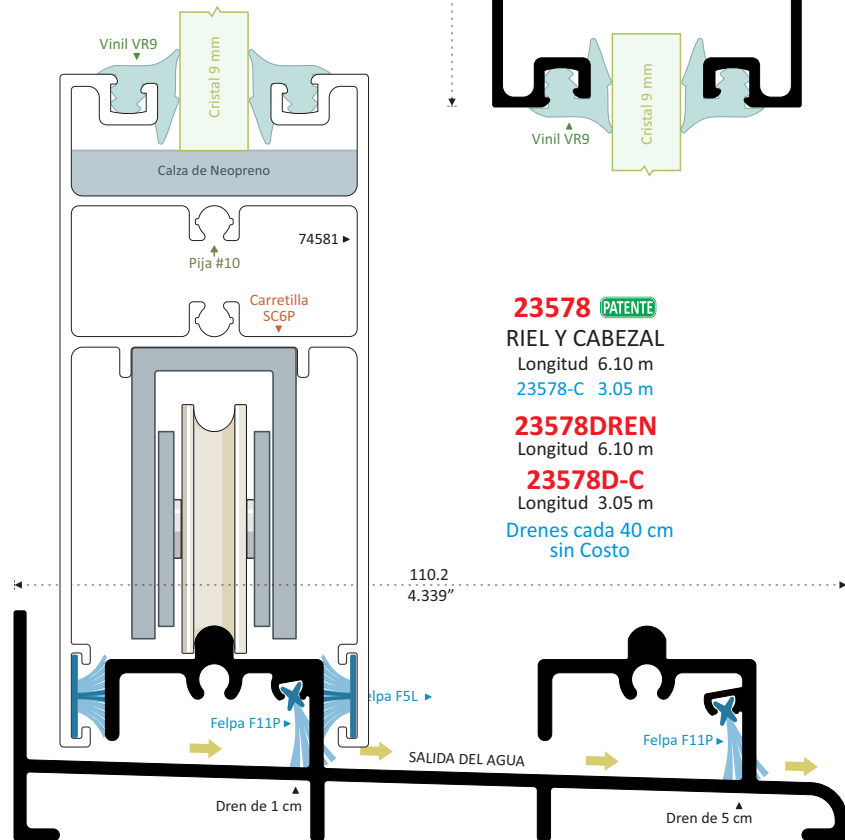 Vinil VR9
Cristal 9 mm
Calza de Neopreno
74581
Pija #10
Carretilla
SC6P
Cristal 9 mm
Vinil VR9
23578 PATENTE
RIEL Y CABEZAL
Longitud 6.10 m
23578-C 3.05 m
23578DREN
Longitud 6.10 m
23578D-C
Longitud 3.05 m
Drenes cada 40 cm
sin Costo
110.2
4.339”
elpa F5L
Felpa F11P
Felpa F11P
SALIDA DEL AGUA
Dren de 1 cm
Dren de 5 cm